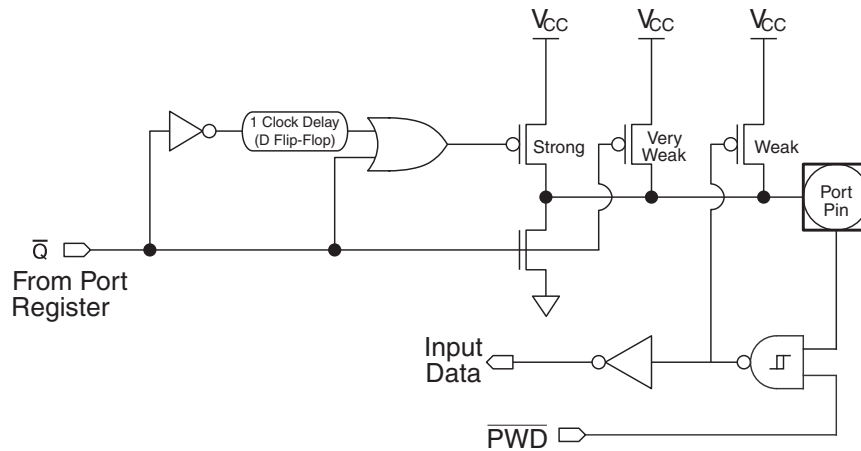 VCC
VCC
VCC
1 Clock Delay
(D Flip-Flop)
Strong
Very
Weak
Weak
Port
Pin
Q̅
From Port
Register
Input
Data
P̅W̅D̅